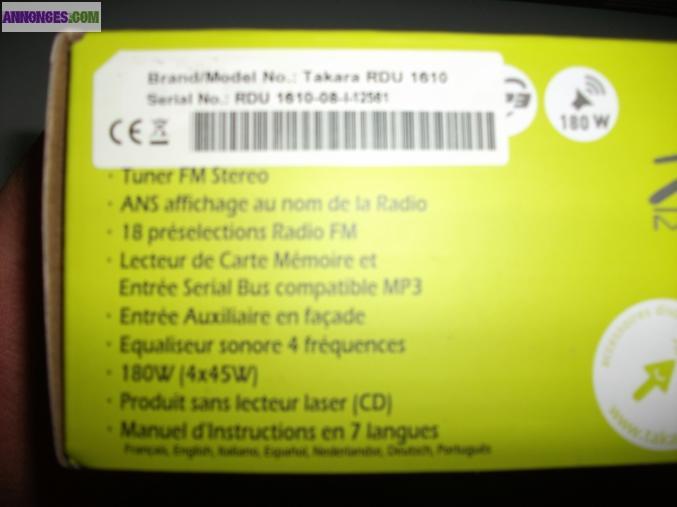 ANNONCES.COM
Brand/Model No.: Takara RDU 1610
Serial No.: RDU 1610-08-I-12561
CE
180 W
· Tuner FM Stereo
· ANS affichage au nom de la Radio
· 18 préselections Radio FM
· Lecteur de Carte Mémoire et
Entrée Serial Bus compatible MP3
· Entrée Auxiliaire en façade
· Equaliseur sonore 4 fréquences
· 180W (4x45W)
· Produit sans lecteur laser (CD)
· Manuel d'Instructions en 7 langues
Français, English, Italiano, Español, Nederlandse, Deutsch, Português
accessoires
www.taka